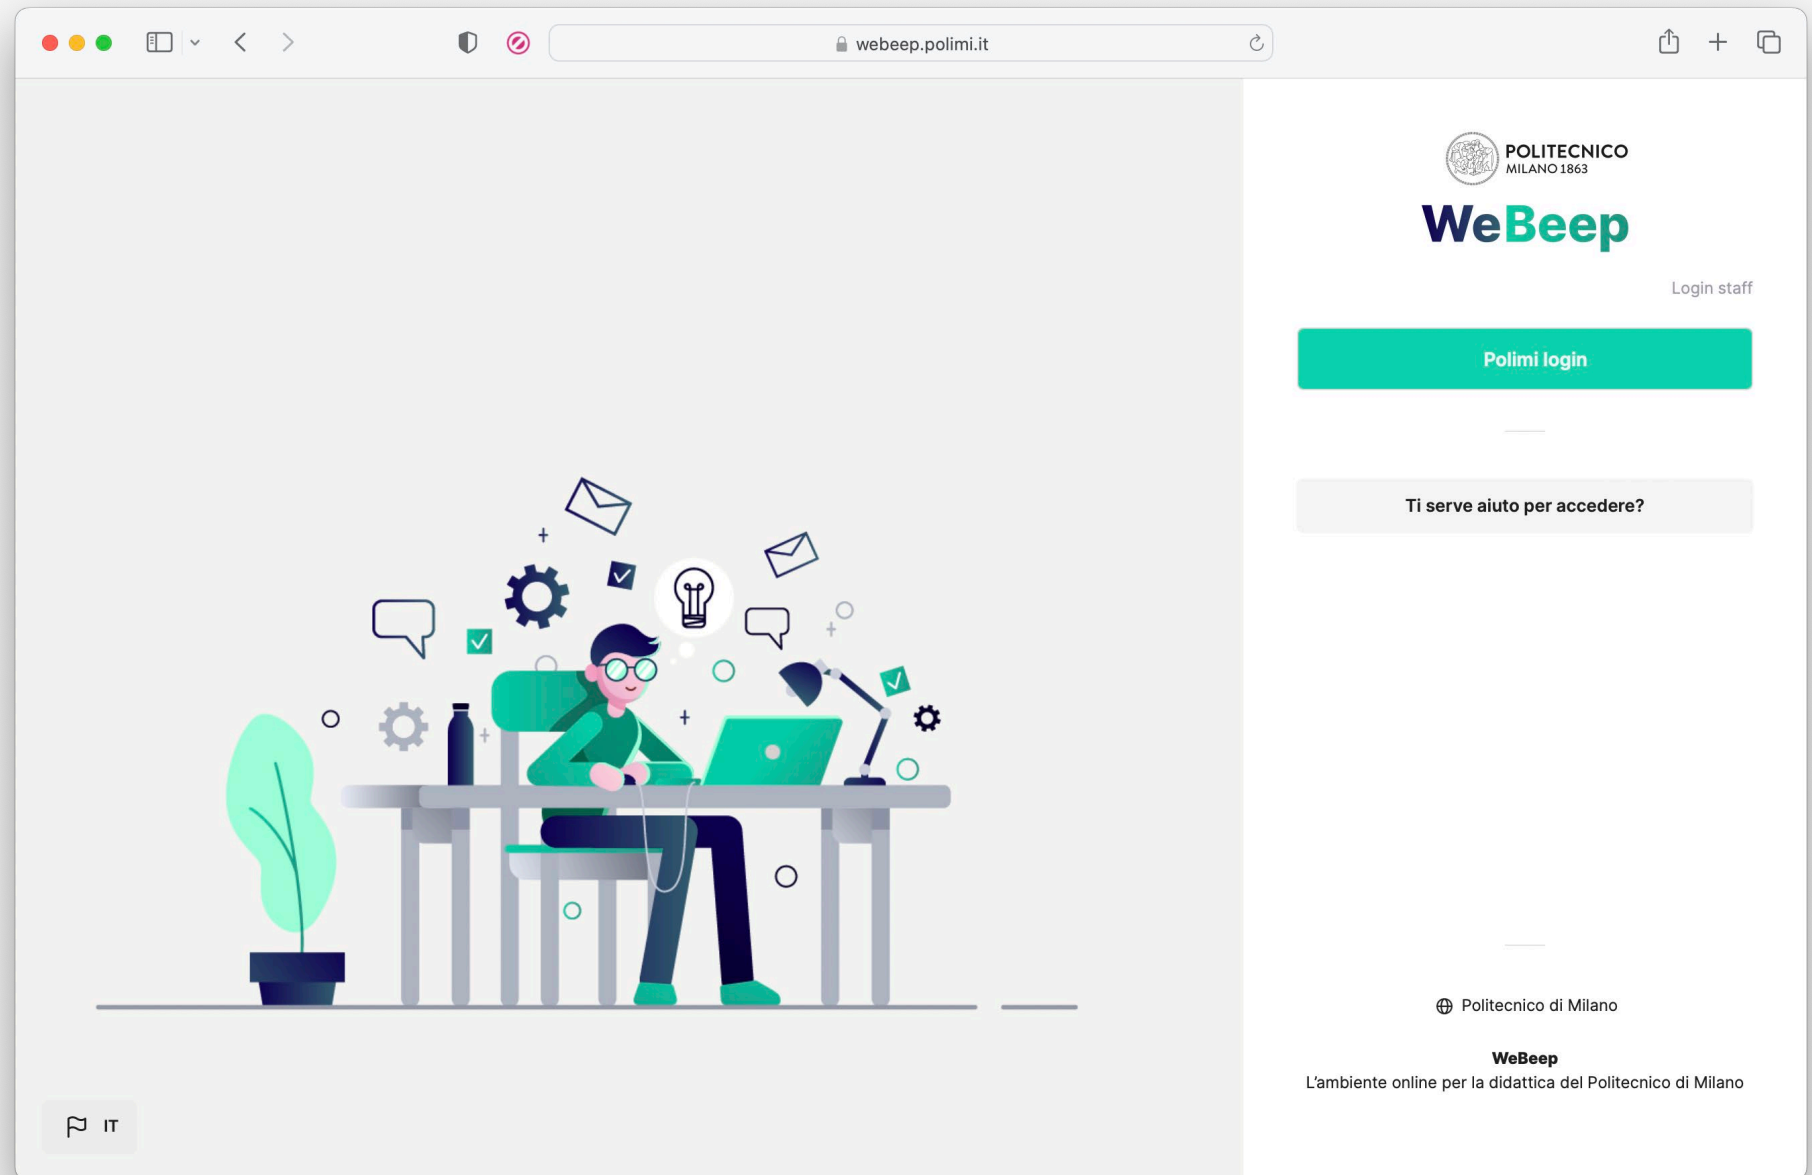 webeep.polimi.it
POLITECNICO
MILANO 1863
WeBeep
Login staff
Polimi login
Ti serve aiuto per accedere?
Politecnico di Milano
WeBeep
L'ambiente online per la didattica del Politecnico di Milano
IT